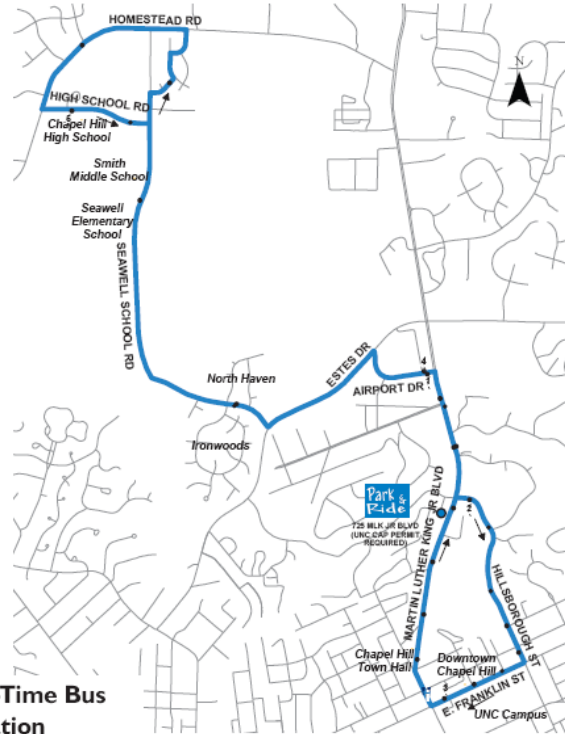 HOMESTEAD RD
N
HIGH SCHOOL RD
5
Chapel Hill
High School
Smith
Middle School
Seawell
Elementary
School
SEAWELL SCHOOL RD
North Haven
ESTES DR
4
1
AIRPORT DR
Ironwoods
Park &
Ride
725 MLK JR BLVD
(UNC CAP PERMIT
REQUIRED)
MARTIN LUTHER KING JR BLVD
2
HILLSBOROUGH ST
Chapel Hill
Town Hall
Downtown
Chapel Hill
3
E. FRANKLIN ST
UNC Campus
Time Bus
tion